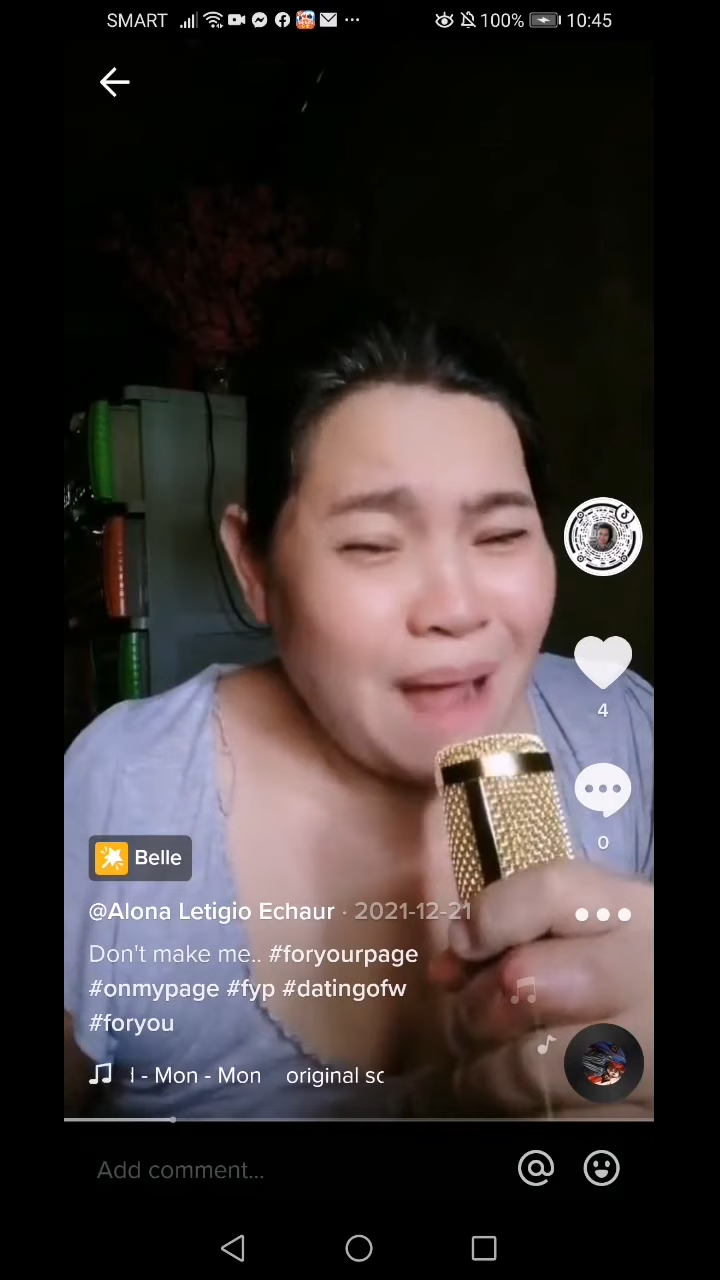 SMART 100% 10:45
4
0
Belle
@Alona Letigio Echaur · 2021-12-21
Don't make me.. #foryourpage
#onmypage #fyp #datingofw
#foryou
- Mon - Mon original
Add comment...